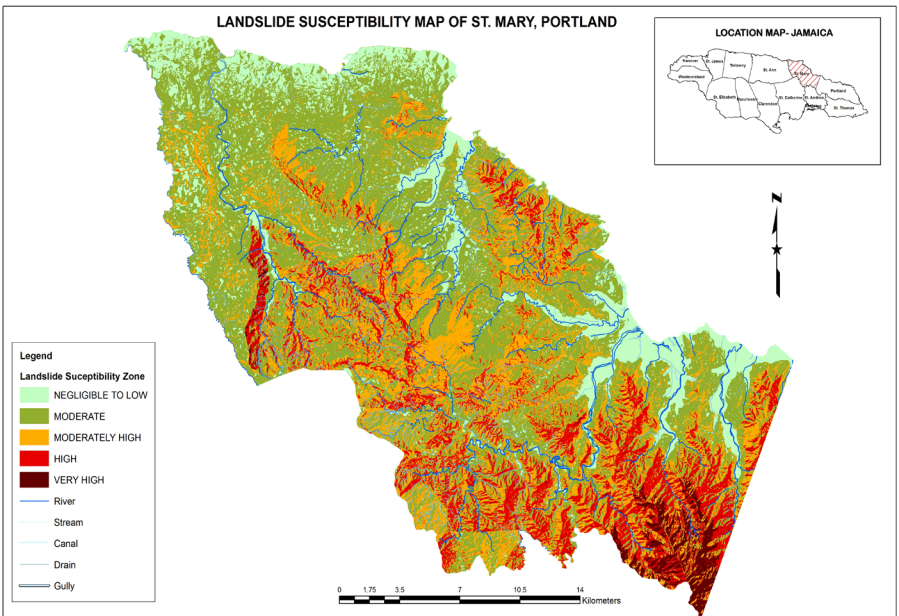 LANDSLIDE SUSCEPTIBILITY MAP OF ST. MARY, PORTLAND
LOCATION MAP- JAMAICA
Hanover
St. James
Trelawny
St. Ann
St. Mary
Westmoreland
Portland
St. Elizabeth
Manchester
Clarendon
St. Catherine
St. Andrew
St. Thomas
N
Legend
Landslide Suceptibility Zone
NEGLIGIBLE TO LOW
MODERATE
MODERATELY HIGH
HIGH
VERY HIGH
River
Stream
Canal
Drain
Gully
0 1.75 3.5 7 10.5 14
Kilometers